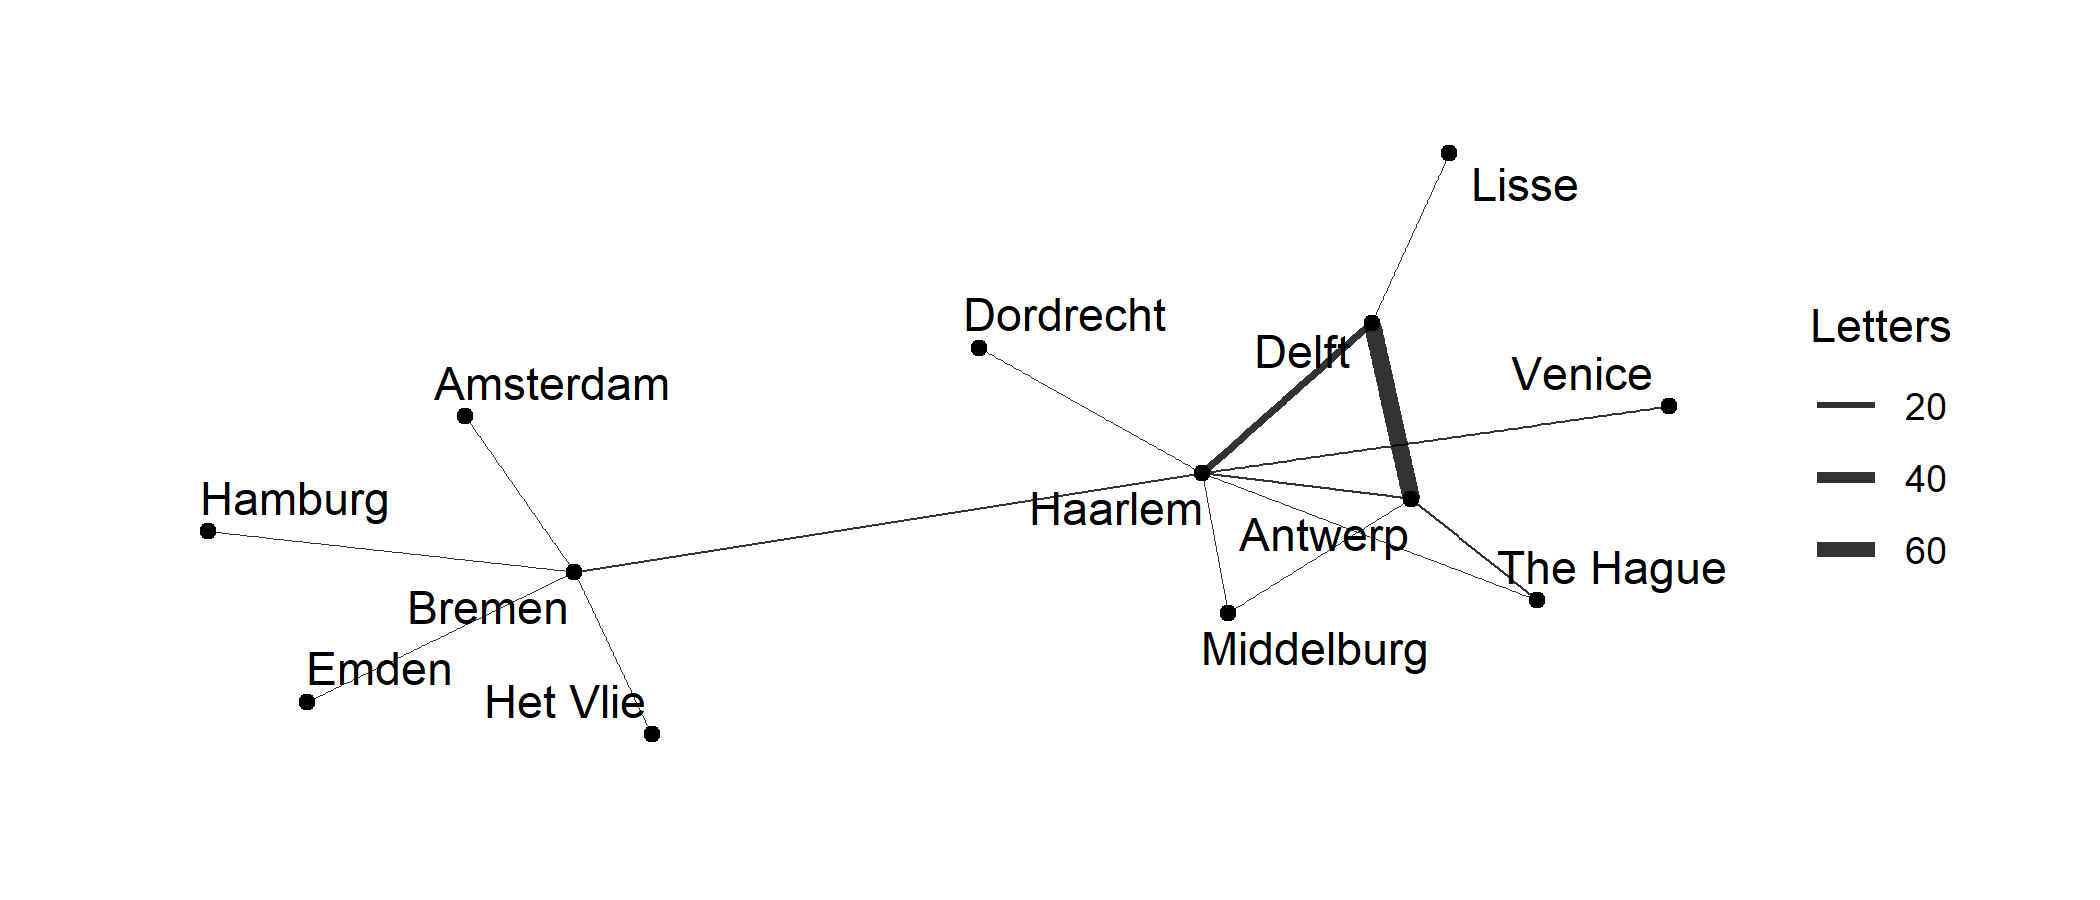 Lisse
Dordrecht
Letters
Delft
Venice
Amsterdam
20
40
Hamburg
Haarlem
Antwerp
60
The Hague
Bremen
Middelburg
Emden
Het Vlie